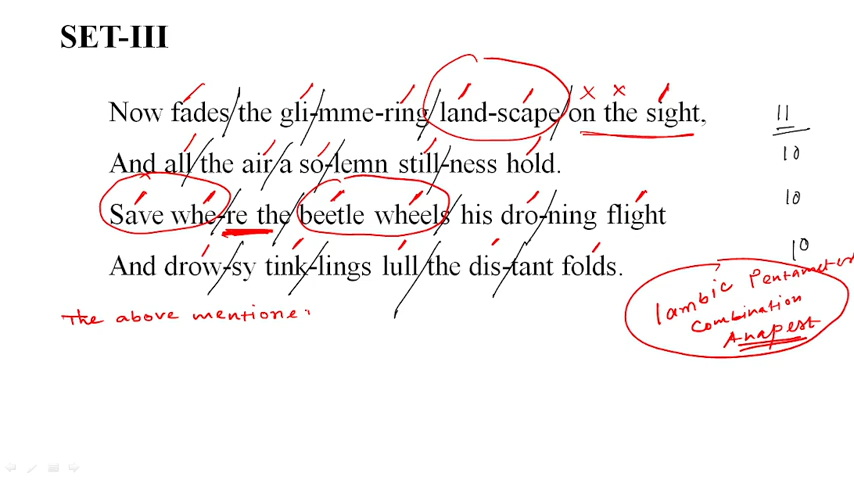 SET-III
Now fades/the gli/-mme-ring/land-scape/on the sight,
11
And all/the air/a so/-lemn still/-ness hold.
10
Save whe/-re the/beetle wheels/his dro/-ning flight
10
And drow/-sy tink/-lings lull/the dis/-tant folds.
10
The above mentione
Iambic Pentameter
Combination
Anapest